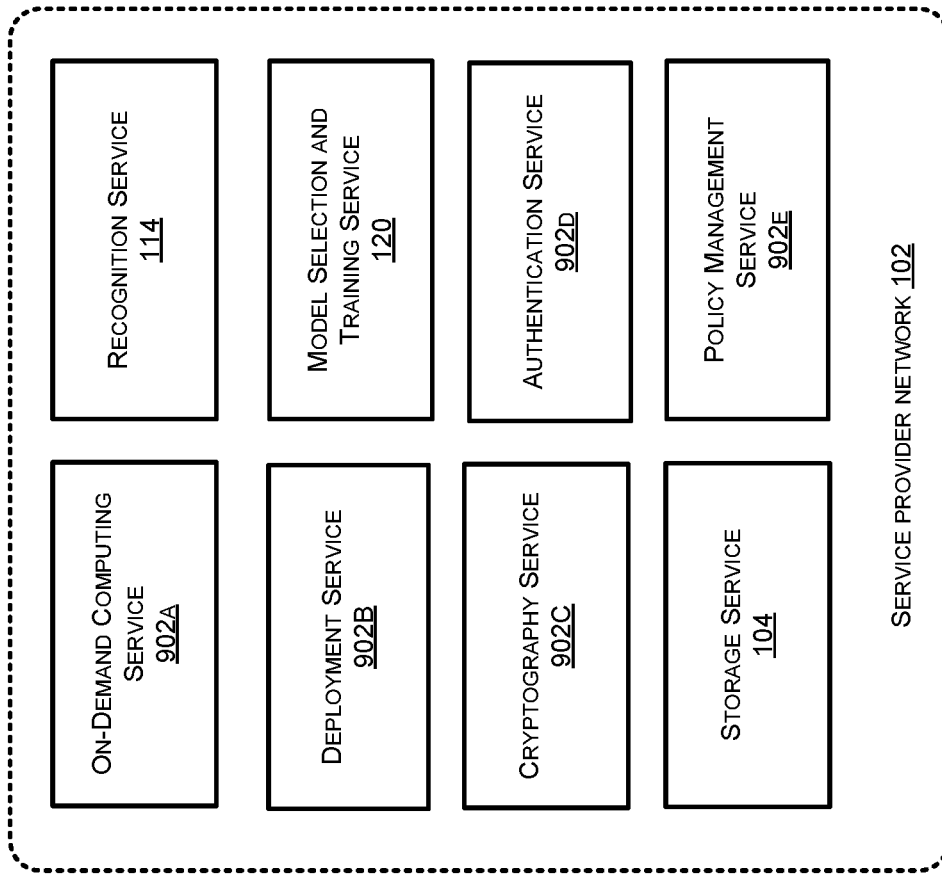 ON-DEMAND COMPUTING
SERVICE
902A
RECOGNITION SERVICE
114
DEPLOYMENT SERVICE
902B
MODEL SELECTION AND
TRAINING SERVICE
120
CRYPTOGRAPHY SERVICE
902C
AUTHENTICATION SERVICE
902D
STORAGE SERVICE
104
POLICY MANAGEMENT
SERVICE
902E
SERVICE PROVIDER NETWORK 102